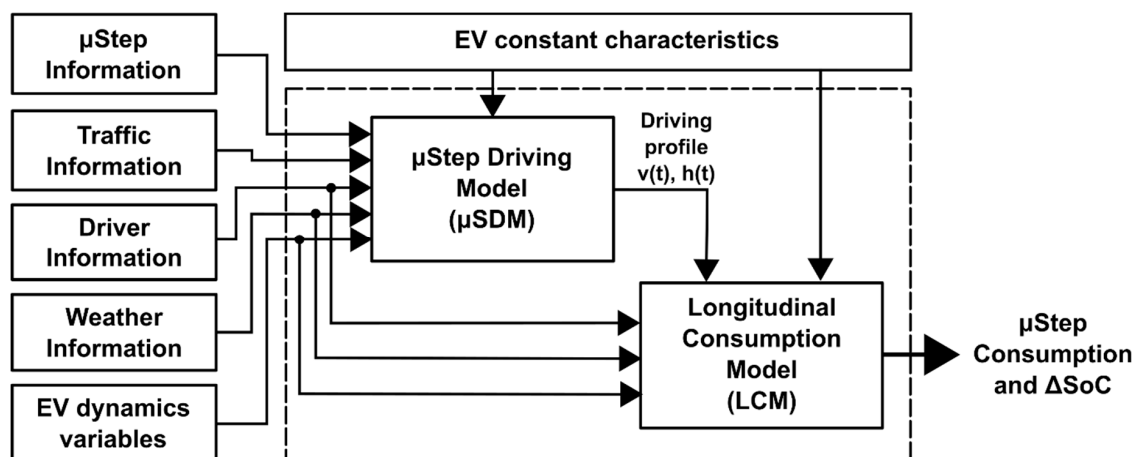 µStep
Information
EV constant characteristics
Traffic
Information
Driver
Information
Weather
Information
EV dynamics
variables
µStep Driving
Model
(µSDM)
Driving
profile
v(t), h(t)
Longitudinal
Consumption
Model
(LCM)
µStep
Consumption
and ΔSoC